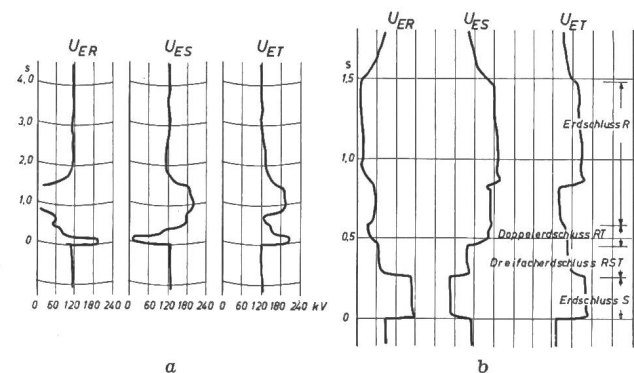 U_ER U_ES U_ET
s
4,0
3,0
2,0
1,0
0
0 60 120 180 240 0 60 120 180 240 0 60 120 180 240 kV
a
U_ER U_ES U_ET
s
1,5
Erdschluss R
1,0
Doppelerdschluss RT
0,5
Dreifacherdschluss RST
Erdschluss S
0
b